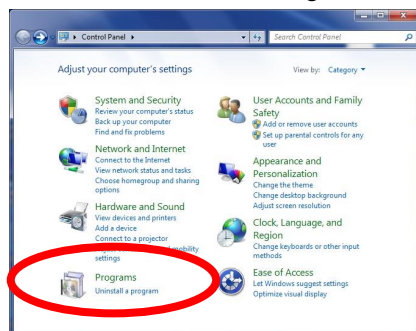 Control Panel
Search Control Panel
Adjust your computer's settings
View by: Category
System and Security
Review your computer's status
Back up your computer
Find and fix problems
Network and Internet
Connect to the Internet
View network status and tasks
Choose homegroup and sharing
options
Hardware and Sound
View devices and printers
Add a device
Connect to a projector
mobility
settings
Programs
Uninstall a program
User Accounts and Family
Safety
Add or remove user accounts
Set up parental controls for any
user
Appearance and
Personalization
Change the theme
Change desktop background
Adjust screen resolution
Clock, Language, and
Region
Change keyboards or other input
methods
Ease of Access
Let Windows suggest settings
Optimize visual display